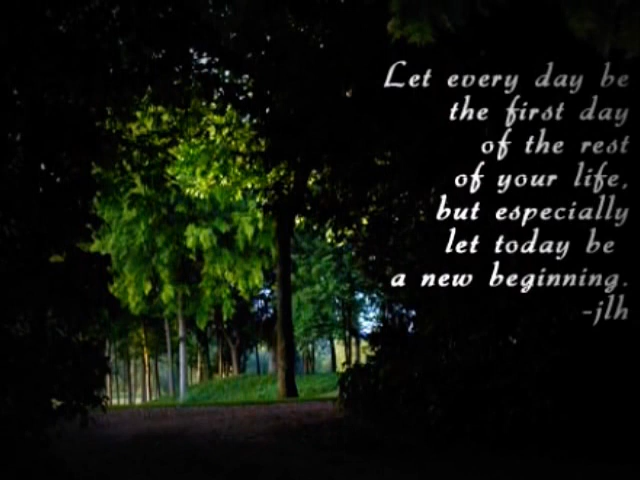 Let every day be
the first day
of the rest
of your life,
but especially
let today be
a new beginning.
-jlh